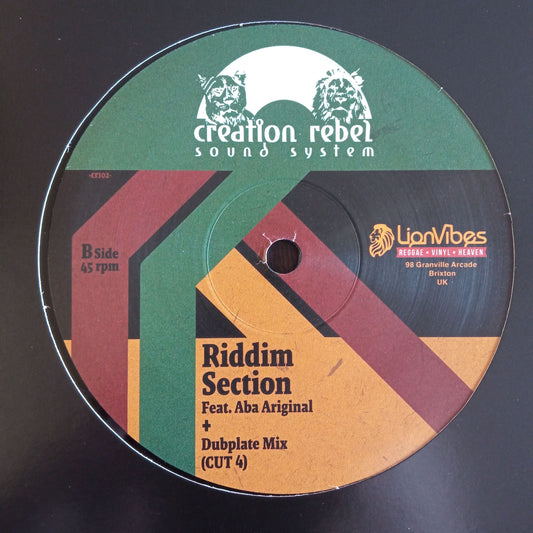 creation rebel
sound system
-CT102-
B Side
45 rpm
LionVibes
REGGAE • VINYL • HEAVEN
98 Granville Arcade
Brixton
UK
Riddim
Section
Feat. Aba Ariginal
+
Dubplate Mix
(CUT 4)